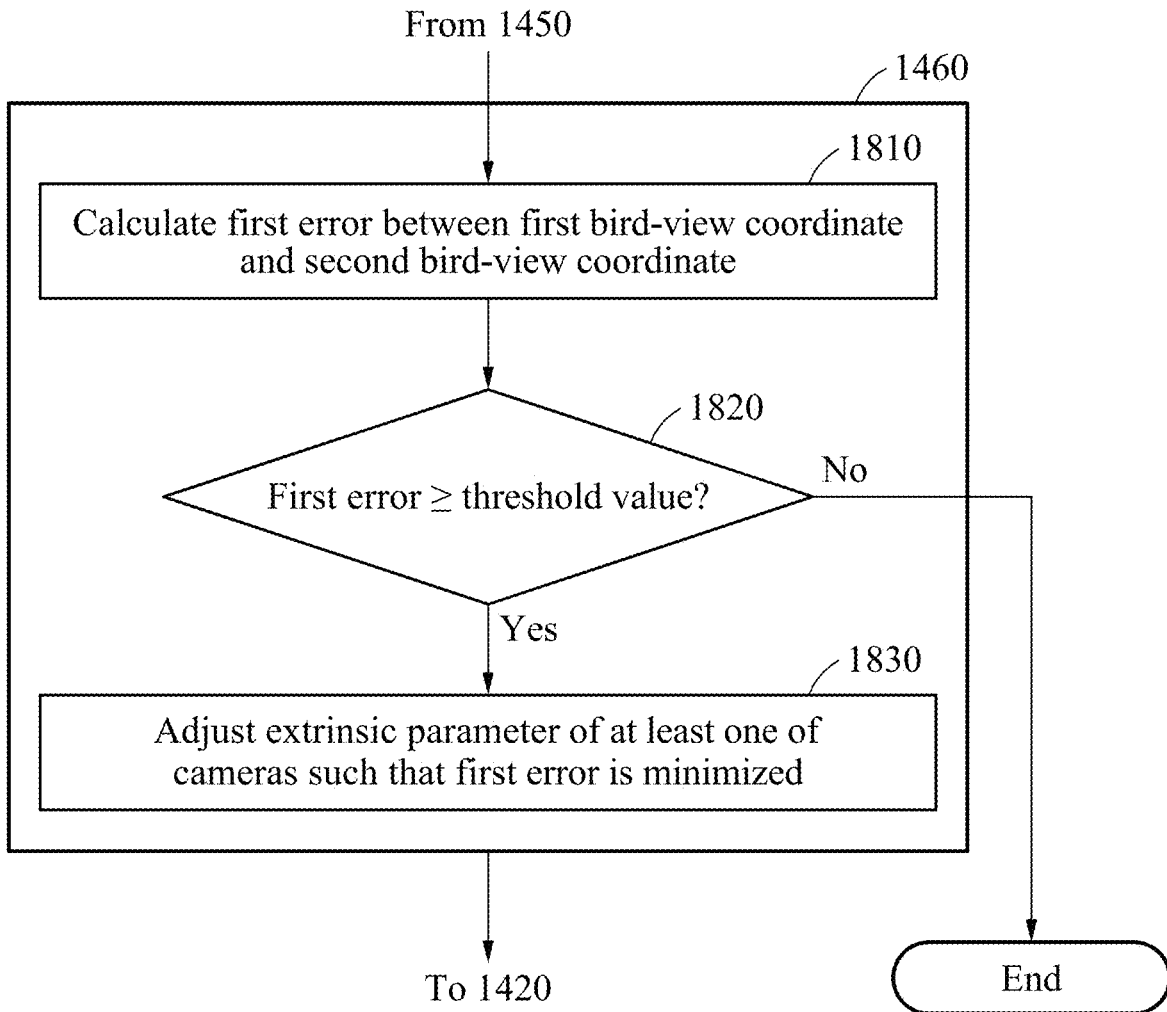 From 1450
1460
1810
Calculate first error between first bird-view coordinate
and second bird-view coordinate
1820
First error ≥ threshold value?
No
Yes
1830
Adjust extrinsic parameter of at least one of
cameras such that first error is minimized
To 1420
End